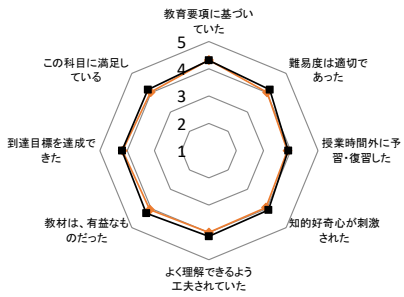 教育要項に基づい
ていた
難易度は適切で
あった
授業時間外に予
習・復習した
知的好奇心が刺激
された
よく理解できるよう
工夫されていた
教材は、有益なも
のだった
到達目標を達成で
きた
この科目に満足し
ている
5
4
3
2
1